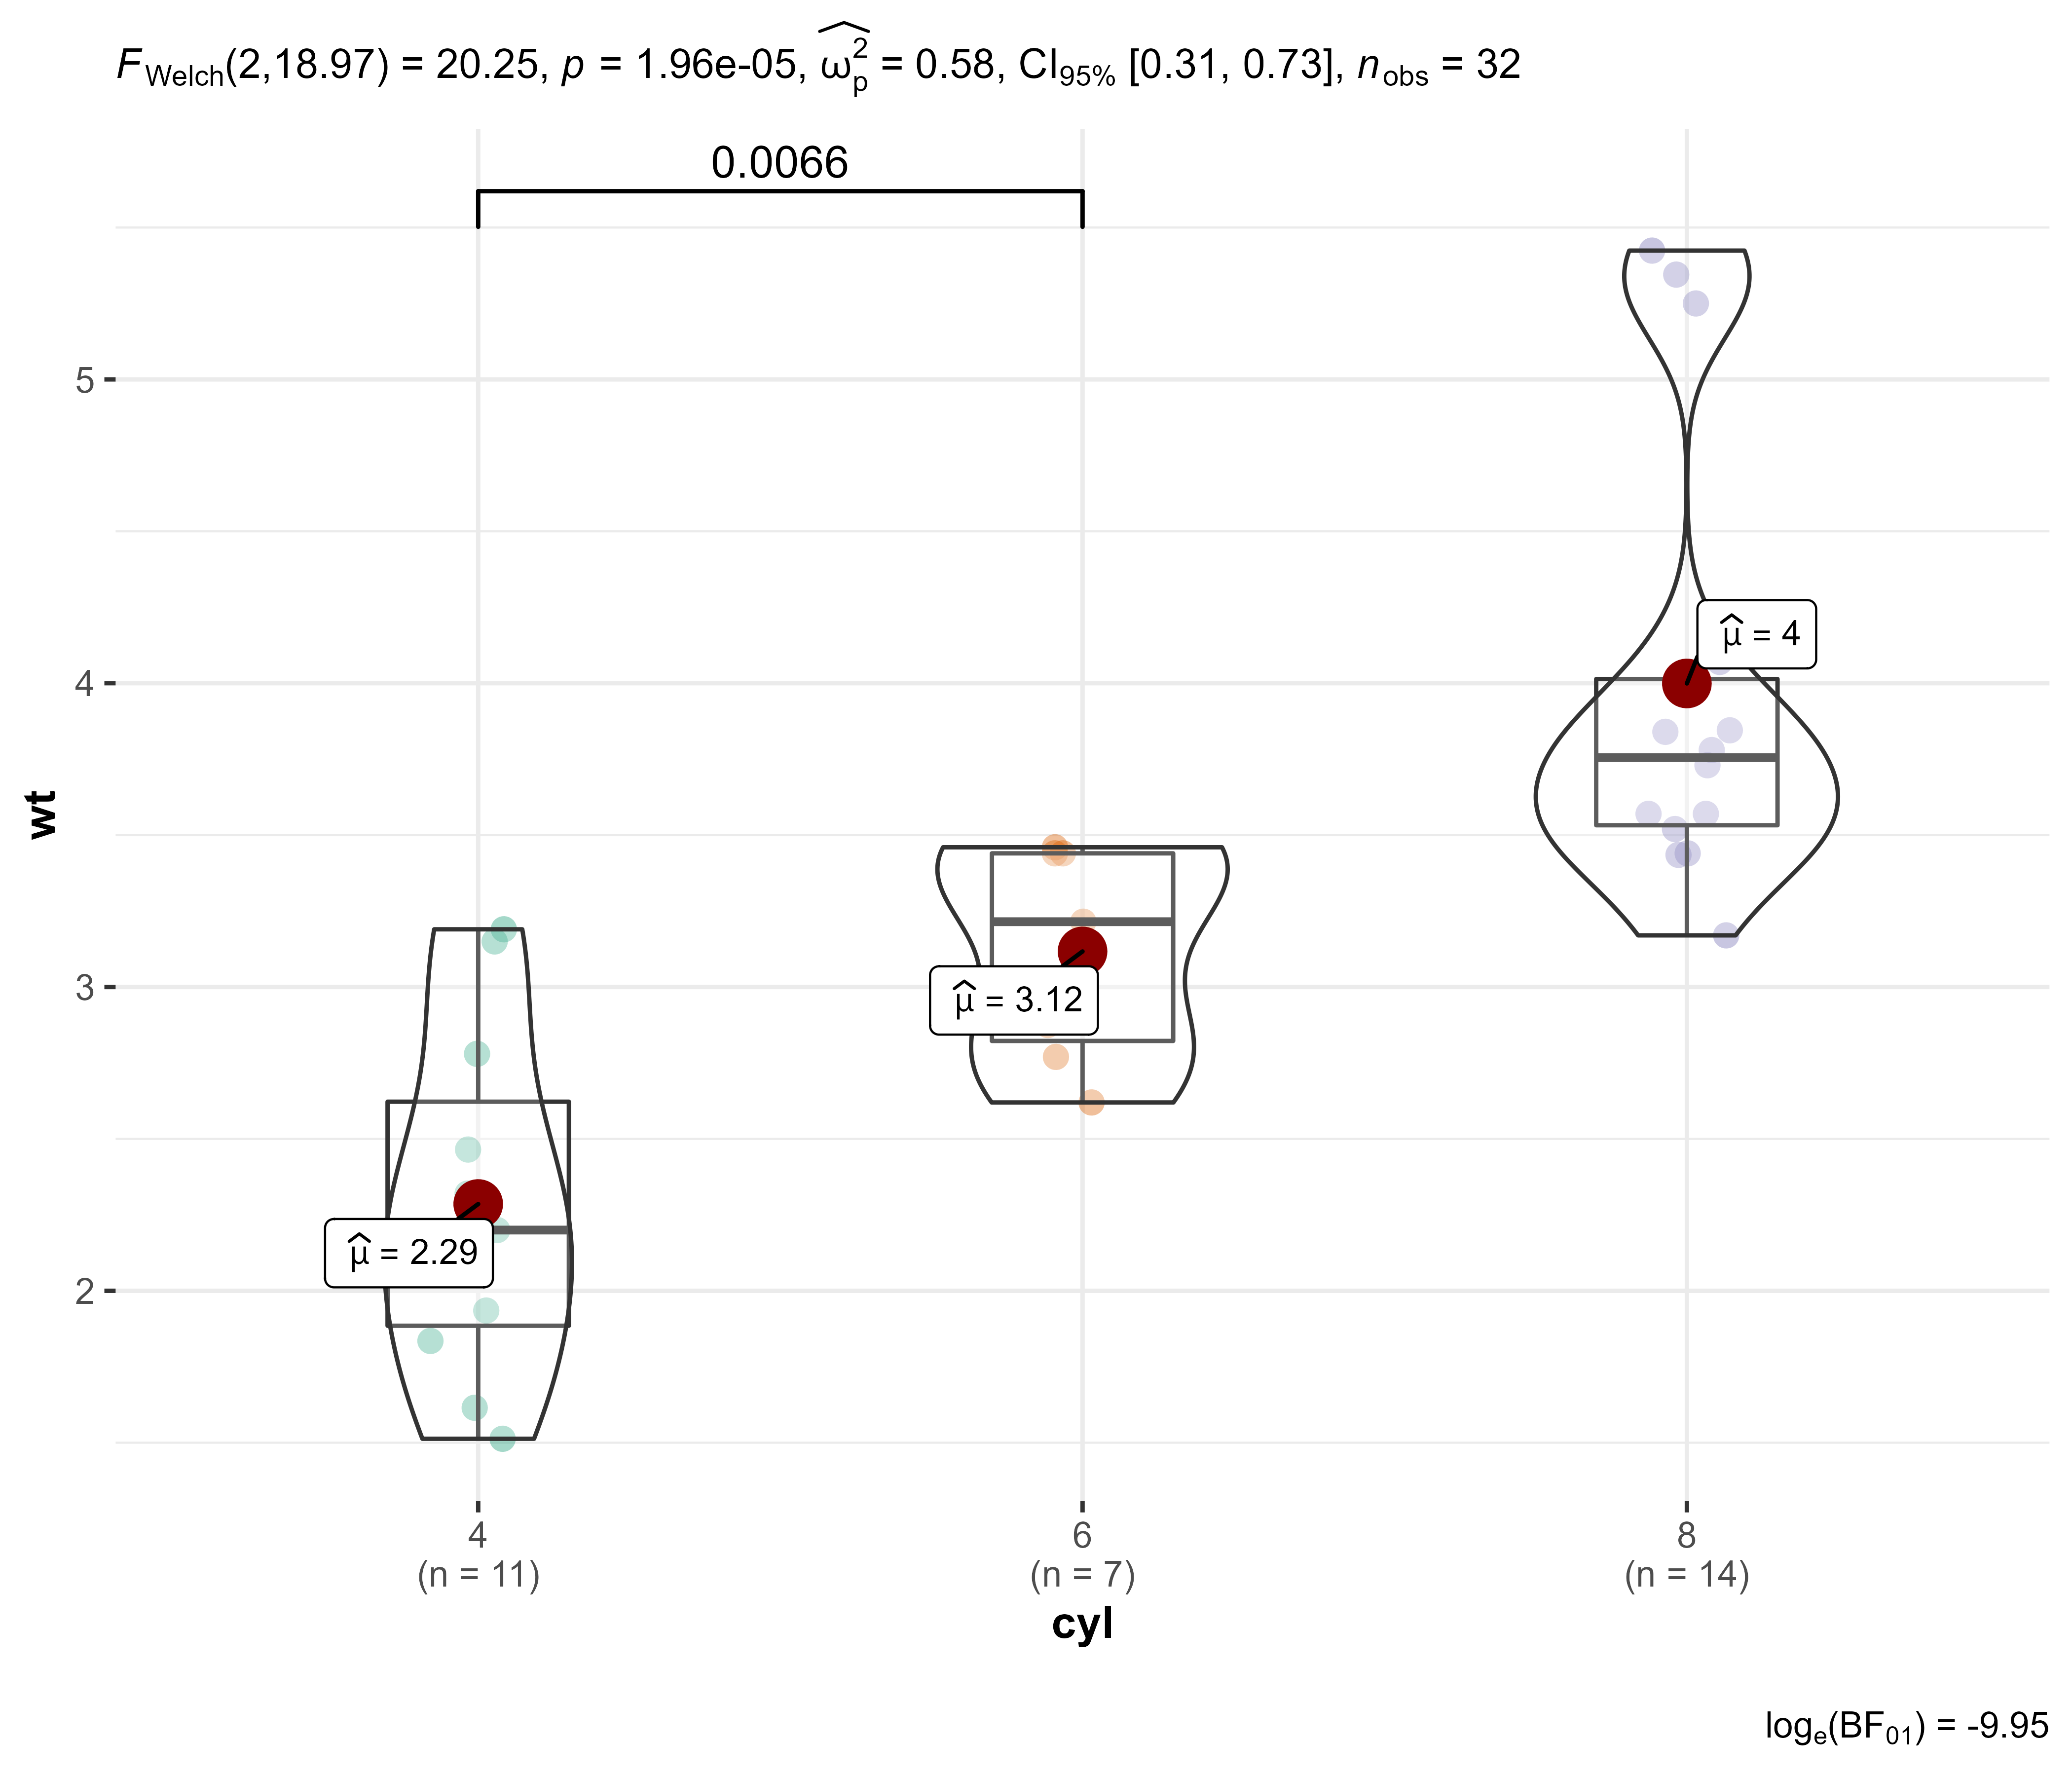 F Welch(2,18.97) = 20.25, p = 1.96e-05, ω̂²p = 0.58, CI95% [0.31, 0.73], nobs = 32
0.0066
5
4
3
2
wt
μ̂ = 4
μ̂ = 3.12
μ̂ = 2.29
4
(n = 11)
6
(n = 7)
8
(n = 14)
cyl
loge(BF01) = -9.95